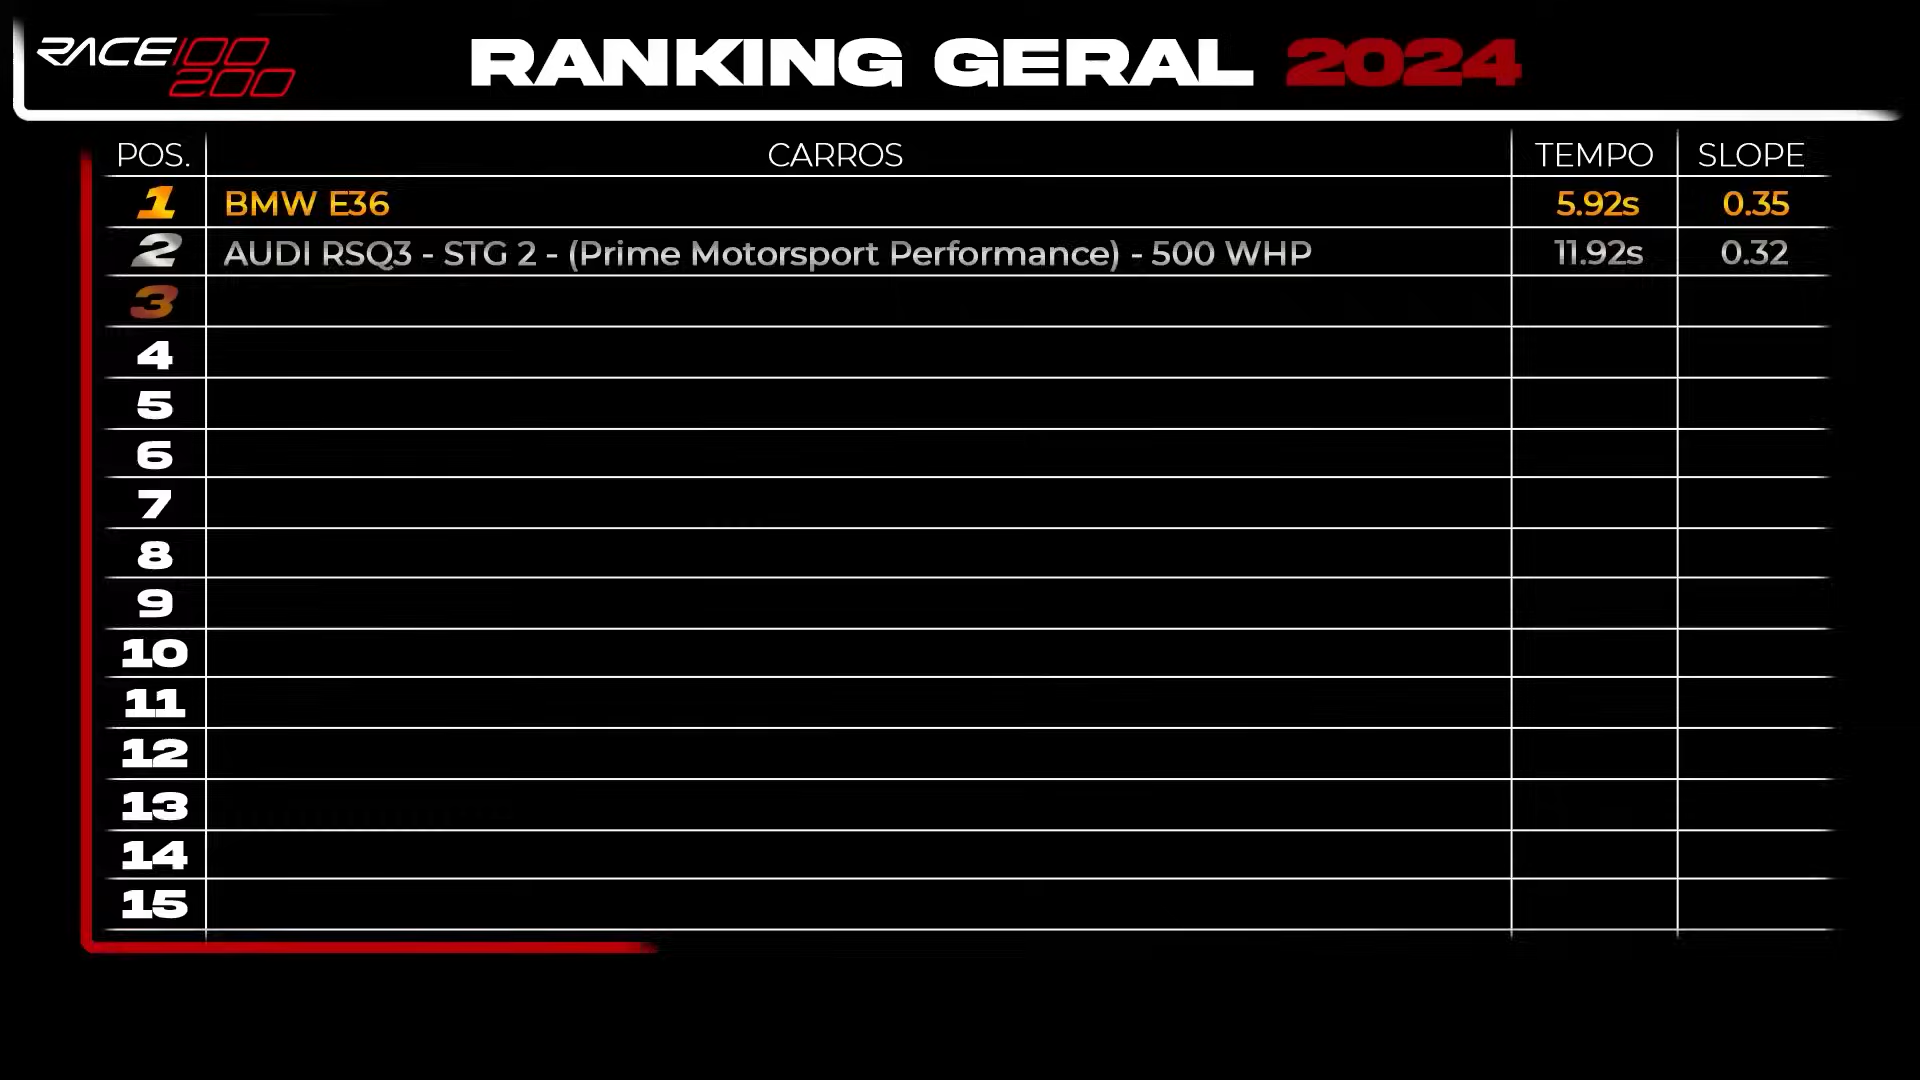 RACE 100
200
RANKING GERAL 2024
POS. CARROS TEMPO SLOPE
1 BMW E36 5.92s 0.35
2 AUDI RSQ3 - STG 2 - (Prime Motorsport Performance) - 500 WHP 11.92s 0.32
3
4
5
6
7
8
9
10
11
12
13
14
15